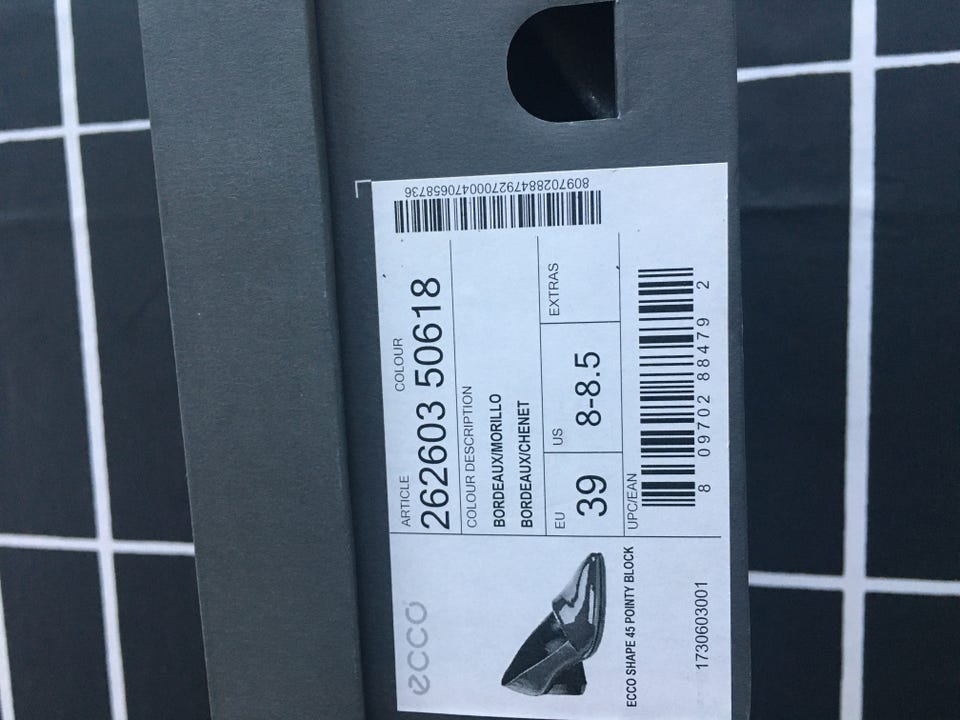 ecco
ARTICLE COLOUR
262603 50618
COLOUR DESCRIPTION
BORDEAUX/MORILLO
BORDEAUX/CHENET
EU US EXTRAS
39 8-8.5
UPC/EAN
8 09702 88479 2
8097028847927000470658736
ECCO SHAPE 45 POINTY BLOCK
1730603001